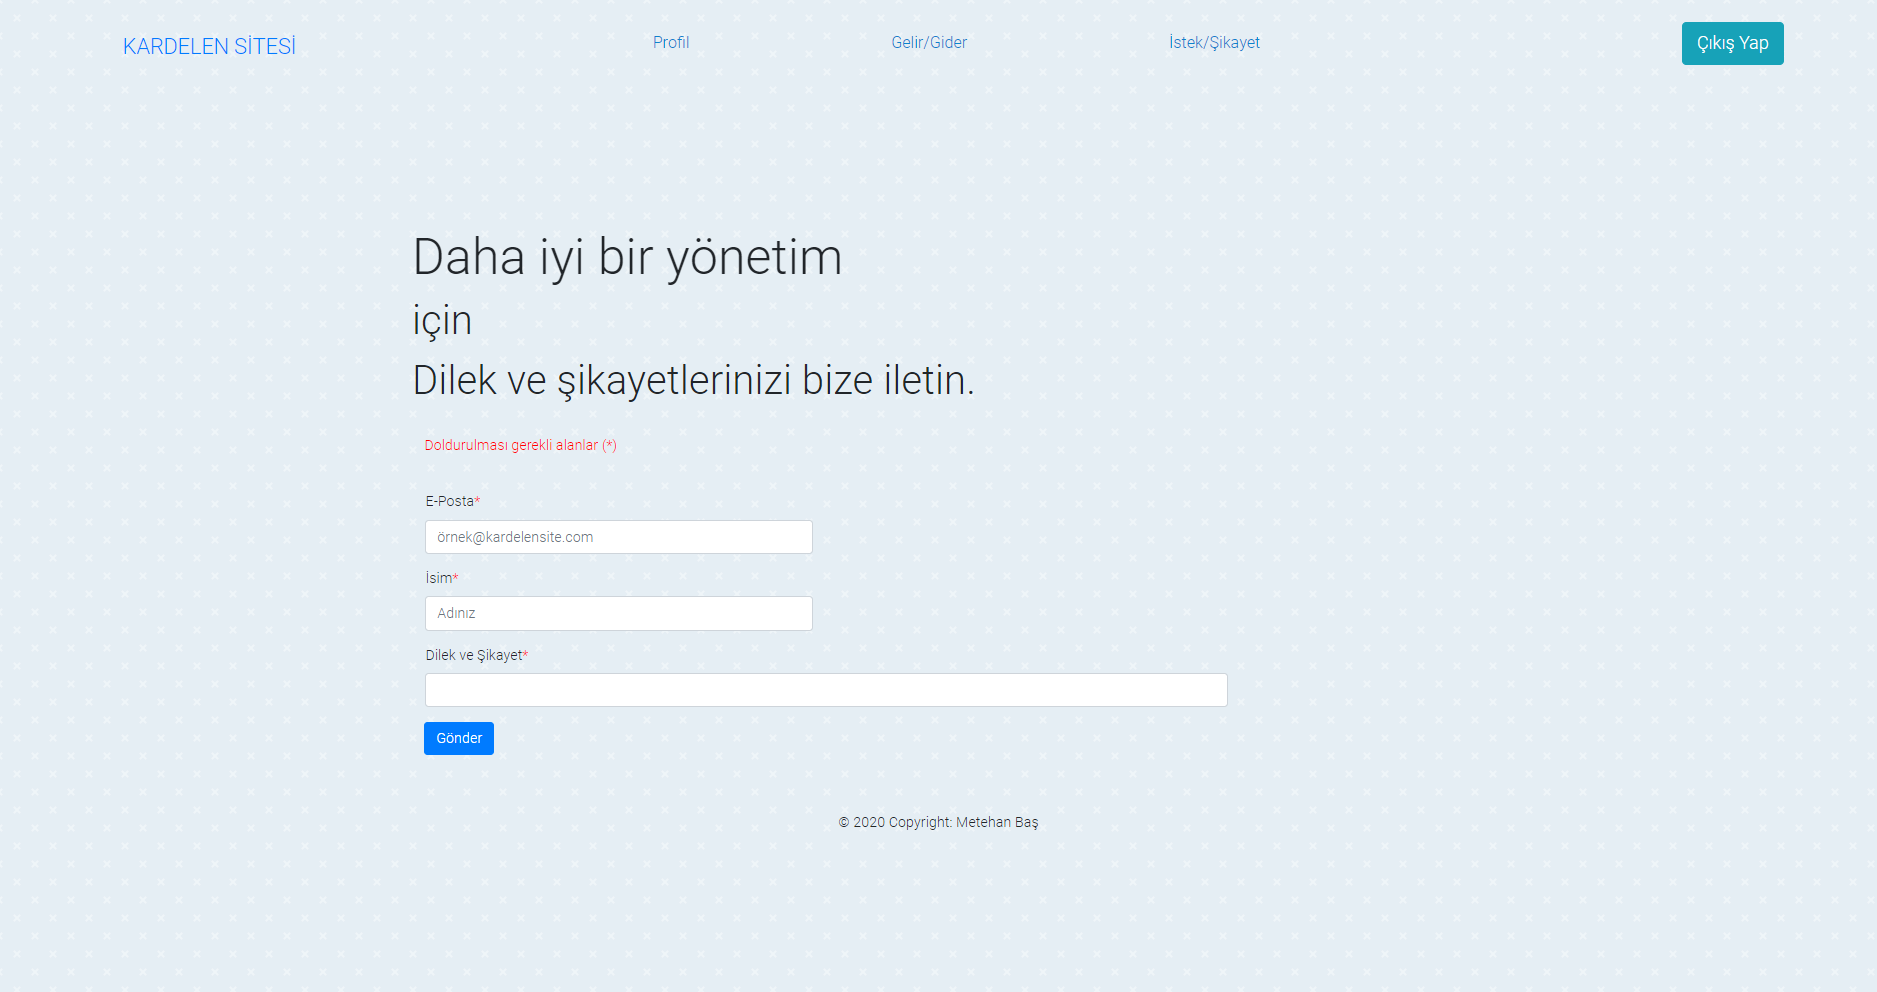 KARDELEN SİTESİ
Profil
Gelir/Gider
İstek/Şikayet
Çıkış Yap
Daha iyi bir yönetim
için
Dilek ve şikayetlerinizi bize iletin.
Doldurulması gerekli alanlar (*)
E-Posta*
örnek@kardelensite.com
İsim*
Adınız
Dilek ve Şikayet*
Gönder
© 2020 Copyright: Metehan Baş